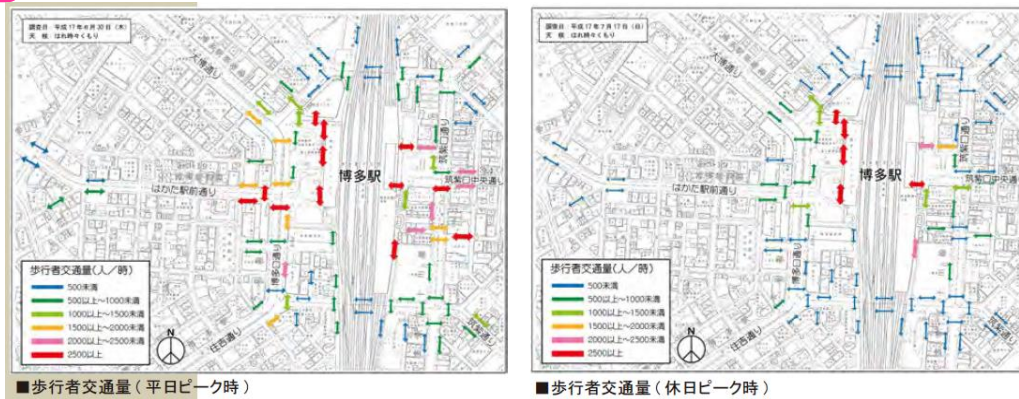 調査日 平成17年6月30日(木)
天候 はれ時々くもり
大博通り
筑紫通り
博多駅
筑紫口中央通り
はかた駅前通り
博多口通り
住吉通り
歩行者交通量(人/時)
500未満
500以上~1000未満
1000以上~1500未満
1500以上~2000未満
2000以上~2500未満
2500以上
N
■歩行者交通量(平日ピーク時)
調査日 平成17年7月17日(日)
天候 はれ時々くもり
大博通り
筑紫通り
博多駅
筑紫口中央通り
はかた駅前通り
博多口通り
住吉通り
歩行者交通量(人/時)
500未満
500以上~1000未満
1000以上~1500未満
1500以上~2000未満
2000以上~2500未満
2500以上
N
■歩行者交通量(休日ピーク時)